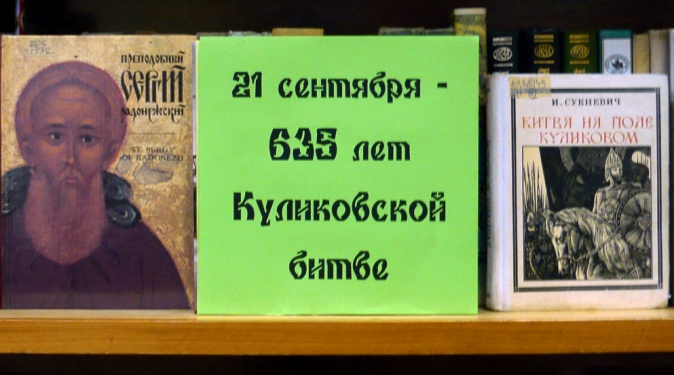 преподобный
Сергий
Радонежский
ST. SERGY
OF RADONEZH
21 сентября -
635 лет
Куликовской
битве
И. СУКНЕВИЧ
БИТВА НА ПОЛЕ
КУЛИКОВОМ